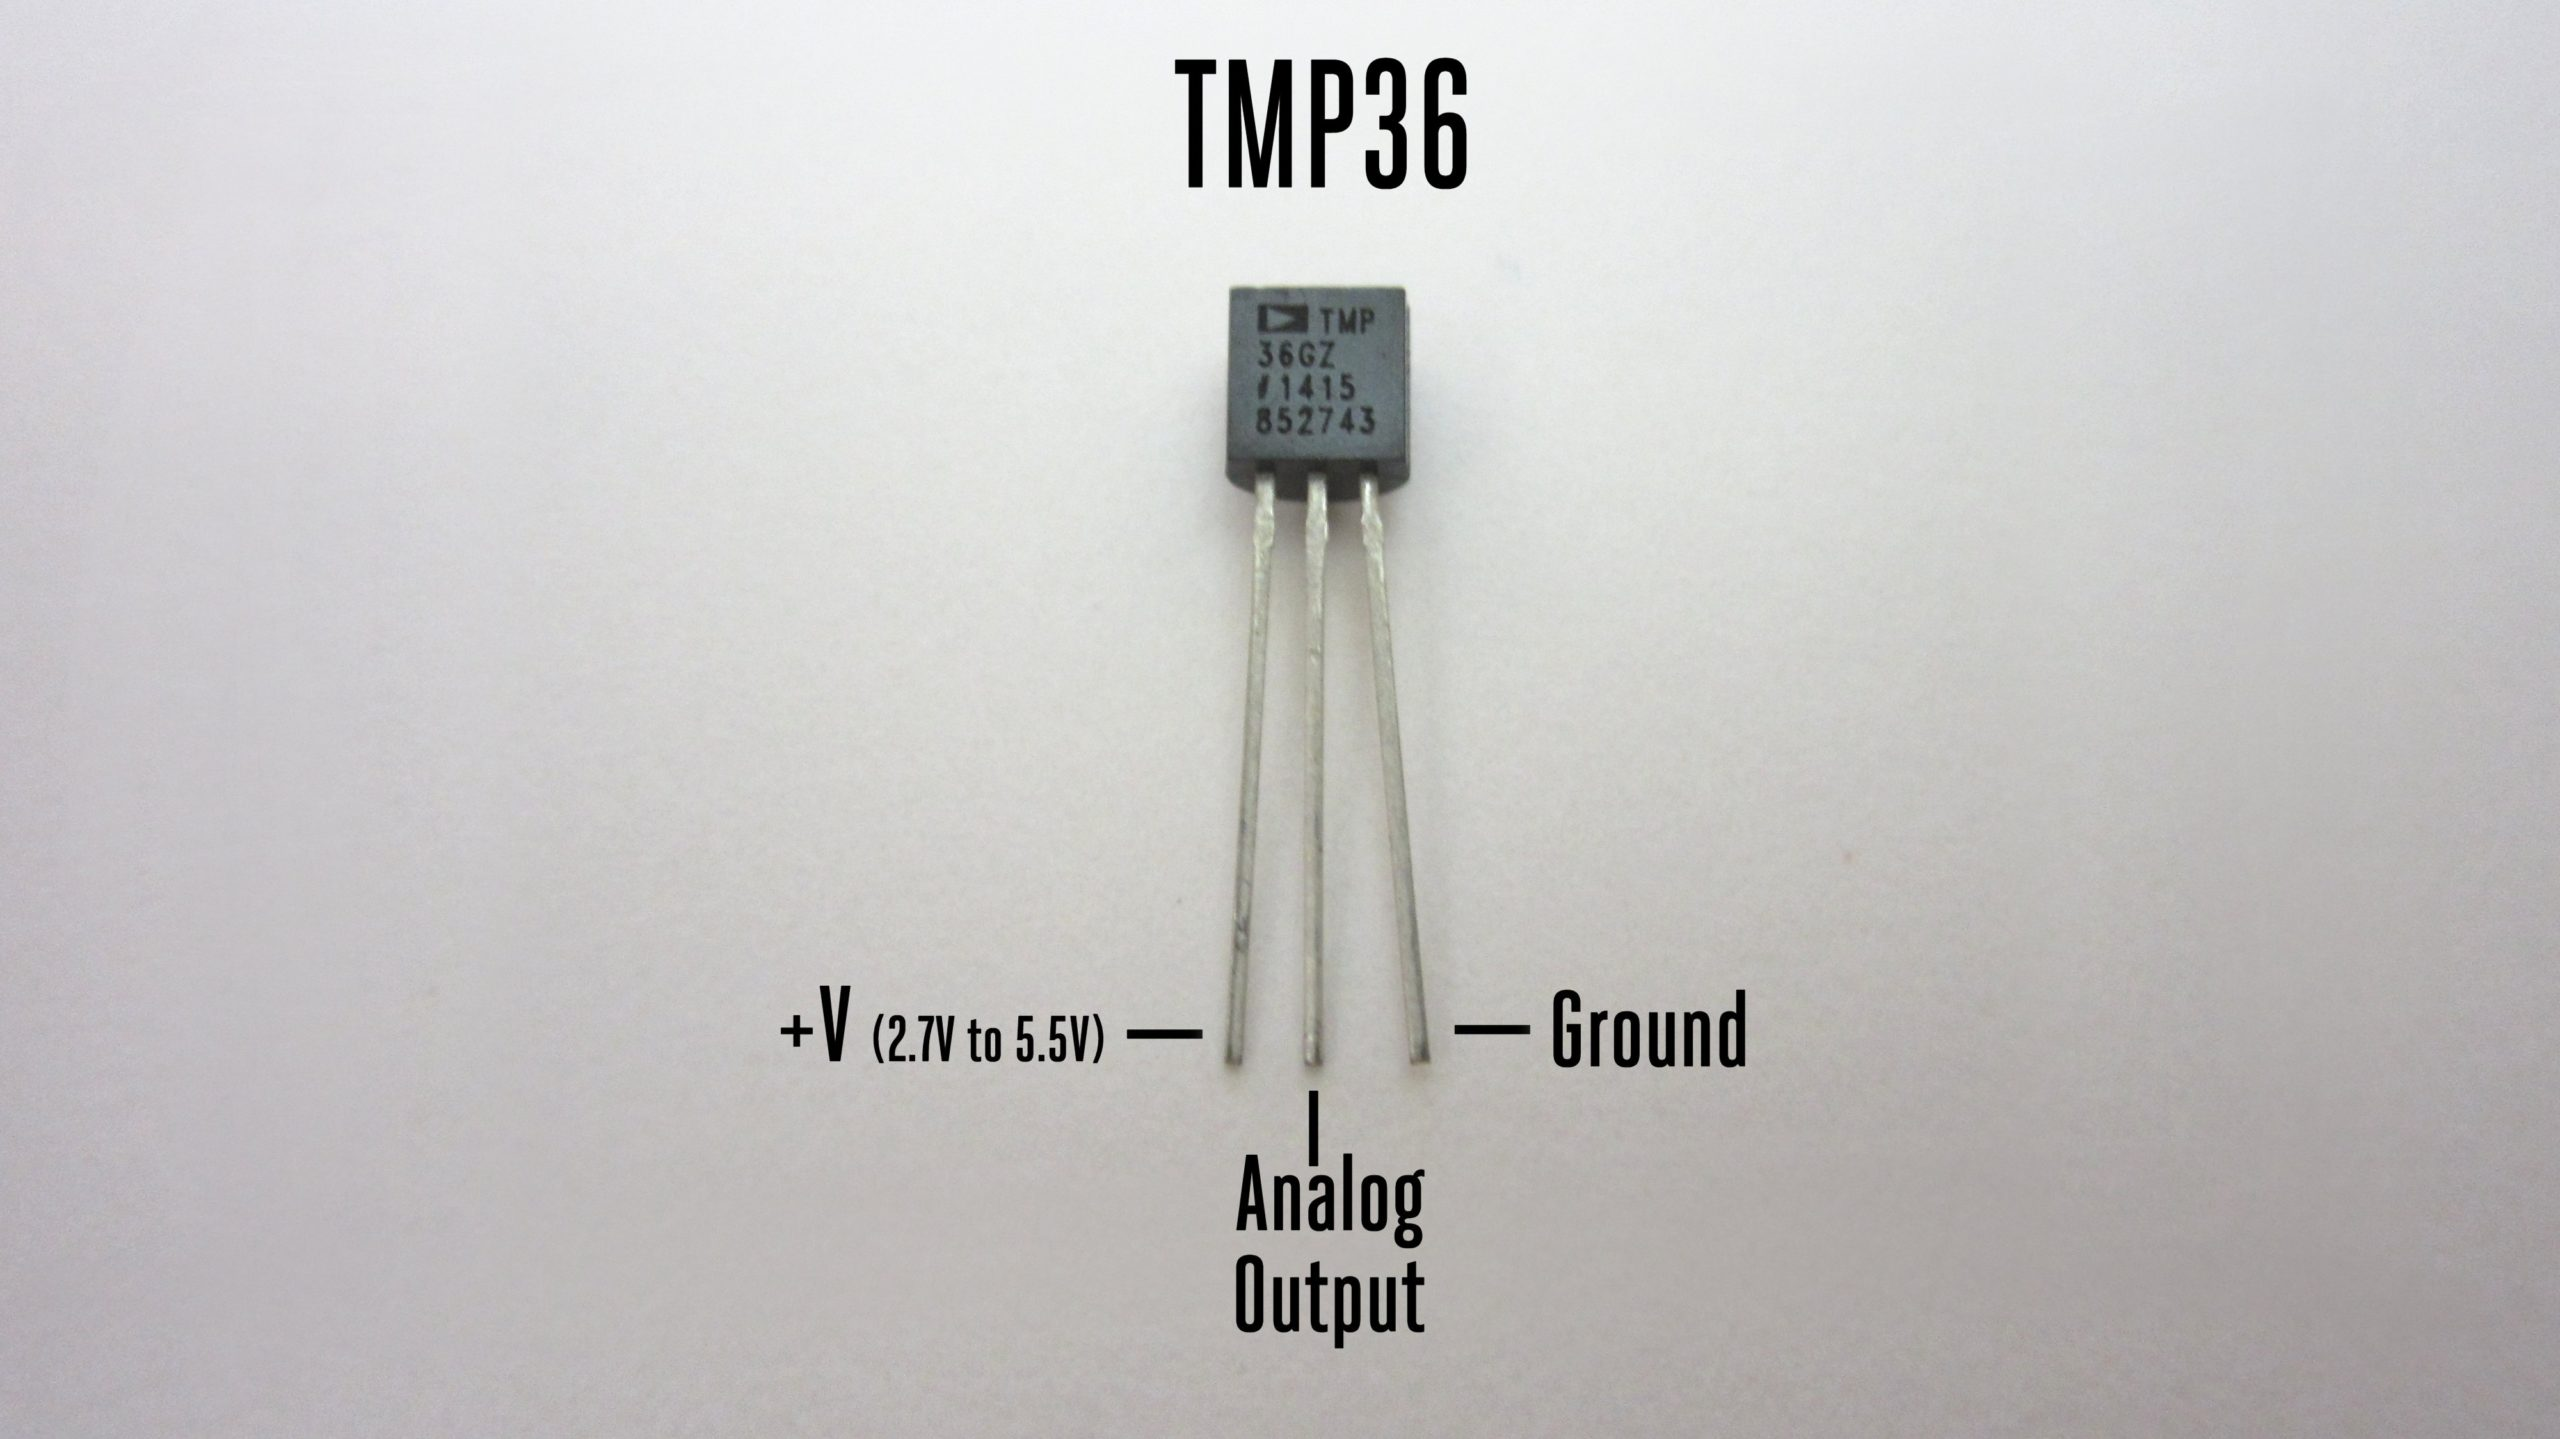 TMP36
TMP
36GZ
#1415
852743
+V (2.7V to 5.5V)
Ground
Analog
Output